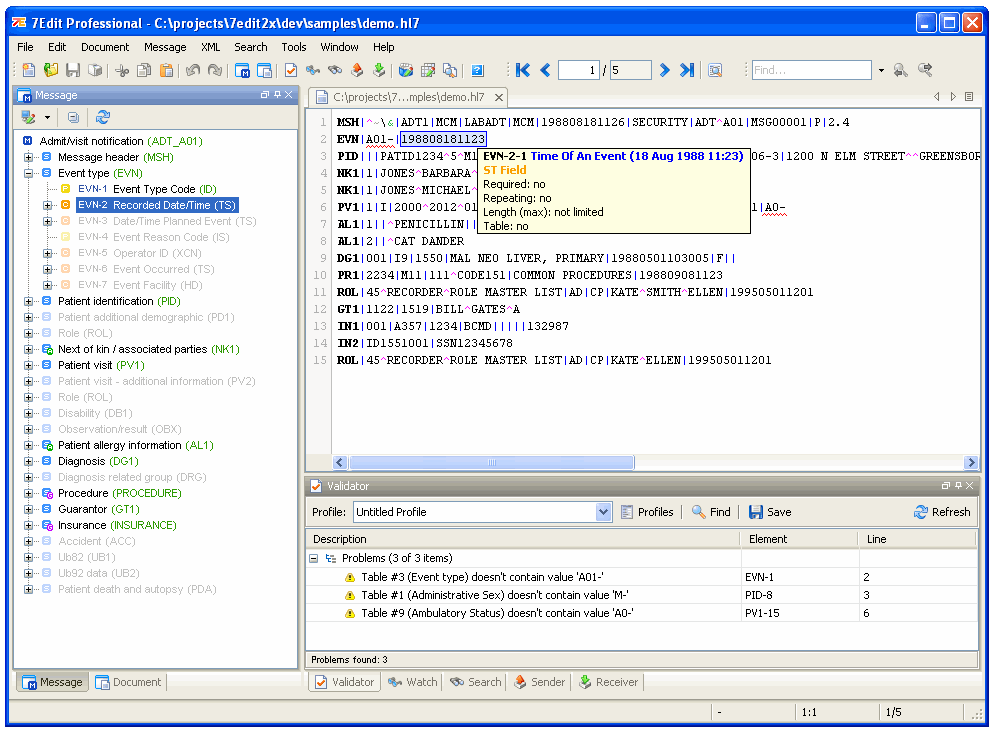 7Edit Professional - C:\projects\7edit2x\dev\samples\demo.hl7
File Edit Document Message XML Search Tools Window Help
1 / 5 Find...
Message
Admit/visit notification (ADT_A01)
Message header (MSH)
Event type (EVN)
EVN-1 Event Type Code (ID)
EVN-2 Recorded Date/Time (TS)
EVN-3 Date/Time Planned Event (TS)
EVN-4 Event Reason Code (IS)
EVN-5 Operator ID (XCN)
EVN-6 Event Occurred (TS)
EVN-7 Event Facility (HD)
Patient identification (PID)
Patient additional demographic (PD1)
Role (ROL)
Next of kin / associated parties (NK1)
Patient visit (PV1)
Patient visit - additional information (PV2)
Role (ROL)
Disability (DB1)
Observation/result (OBX)
Patient allergy information (AL1)
Diagnosis (DG1)
Diagnosis related group (DRG)
Procedure (PROCEDURE)
Guarantor (GT1)
Insurance (INSURANCE)
Accident (ACC)
Ub82 (UB1)
Ub92 data (UB2)
Patient death and autopsy (PDA)
Message Document
C:\projects\7...mples\demo.hl7
1 MSH|^~\&|ADT1|MCM|LABADT|MCM|198808181126|SECURITY|ADT^A01|MSG00001|P|2.4
2 EVN|A01-|198808181123
3 PID|||PATID1234^5^M1 06-3|1200 N ELM STREET^^GREENSBOR
4 NK1|1|JONES^BARBARA^
5 NK1|1|JONES^MICHAEL^
6 PV1|1|I|2000^2012^01 1|A0-
7 AL1|1||^PENICILLIN||
8 AL1|2||^CAT DANDER
9 DG1|001|I9|1550|MAL NEO LIVER, PRIMARY|19880501103005|F||
10 PR1|2234|M11|111^CODE151|COMMON PROCEDURES|198809081123
11 ROL|45^RECORDER^ROLE MASTER LIST|AD|CP|KATE^SMITH^ELLEN|199505011201
12 GT1|1122|1519|BILL^GATES^A
13 IN1|001|A357|1234|BCMD|||||132987
14 IN2|ID1551001|SSN12345678
15 ROL|45^RECORDER^ROLE MASTER LIST|AD|CP|KATE^ELLEN|199505011201
EVN-2-1 Time Of An Event (18 Aug 1988 11:23)
ST Field
Required: no
Repeating: no
Length (max): not limited
Table: no
Validator
Profile: Untitled Profile Profiles Find Save Refresh
Description Element Line
Problems (3 of 3 items)
Table #3 (Event type) doesn't contain value 'A01-' EVN-1 2
Table #1 (Administrative Sex) doesn't contain value 'M-' PID-8 3
Table #9 (Ambulatory Status) doesn't contain value 'A0-' PV1-15 6
Problems found: 3
Validator Watch Search Sender Receiver
- 1:1 1/5